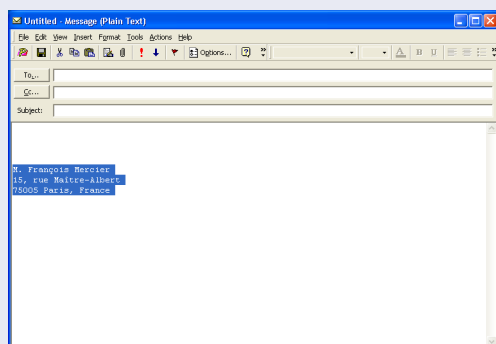 Untitled - Message (Plain Text)
File Edit View Insert Format Tools Actions Help
Options...
To...
Cc...
Subject:
M. François Mercier
15, rue Maître-Albert
75005 Paris, France